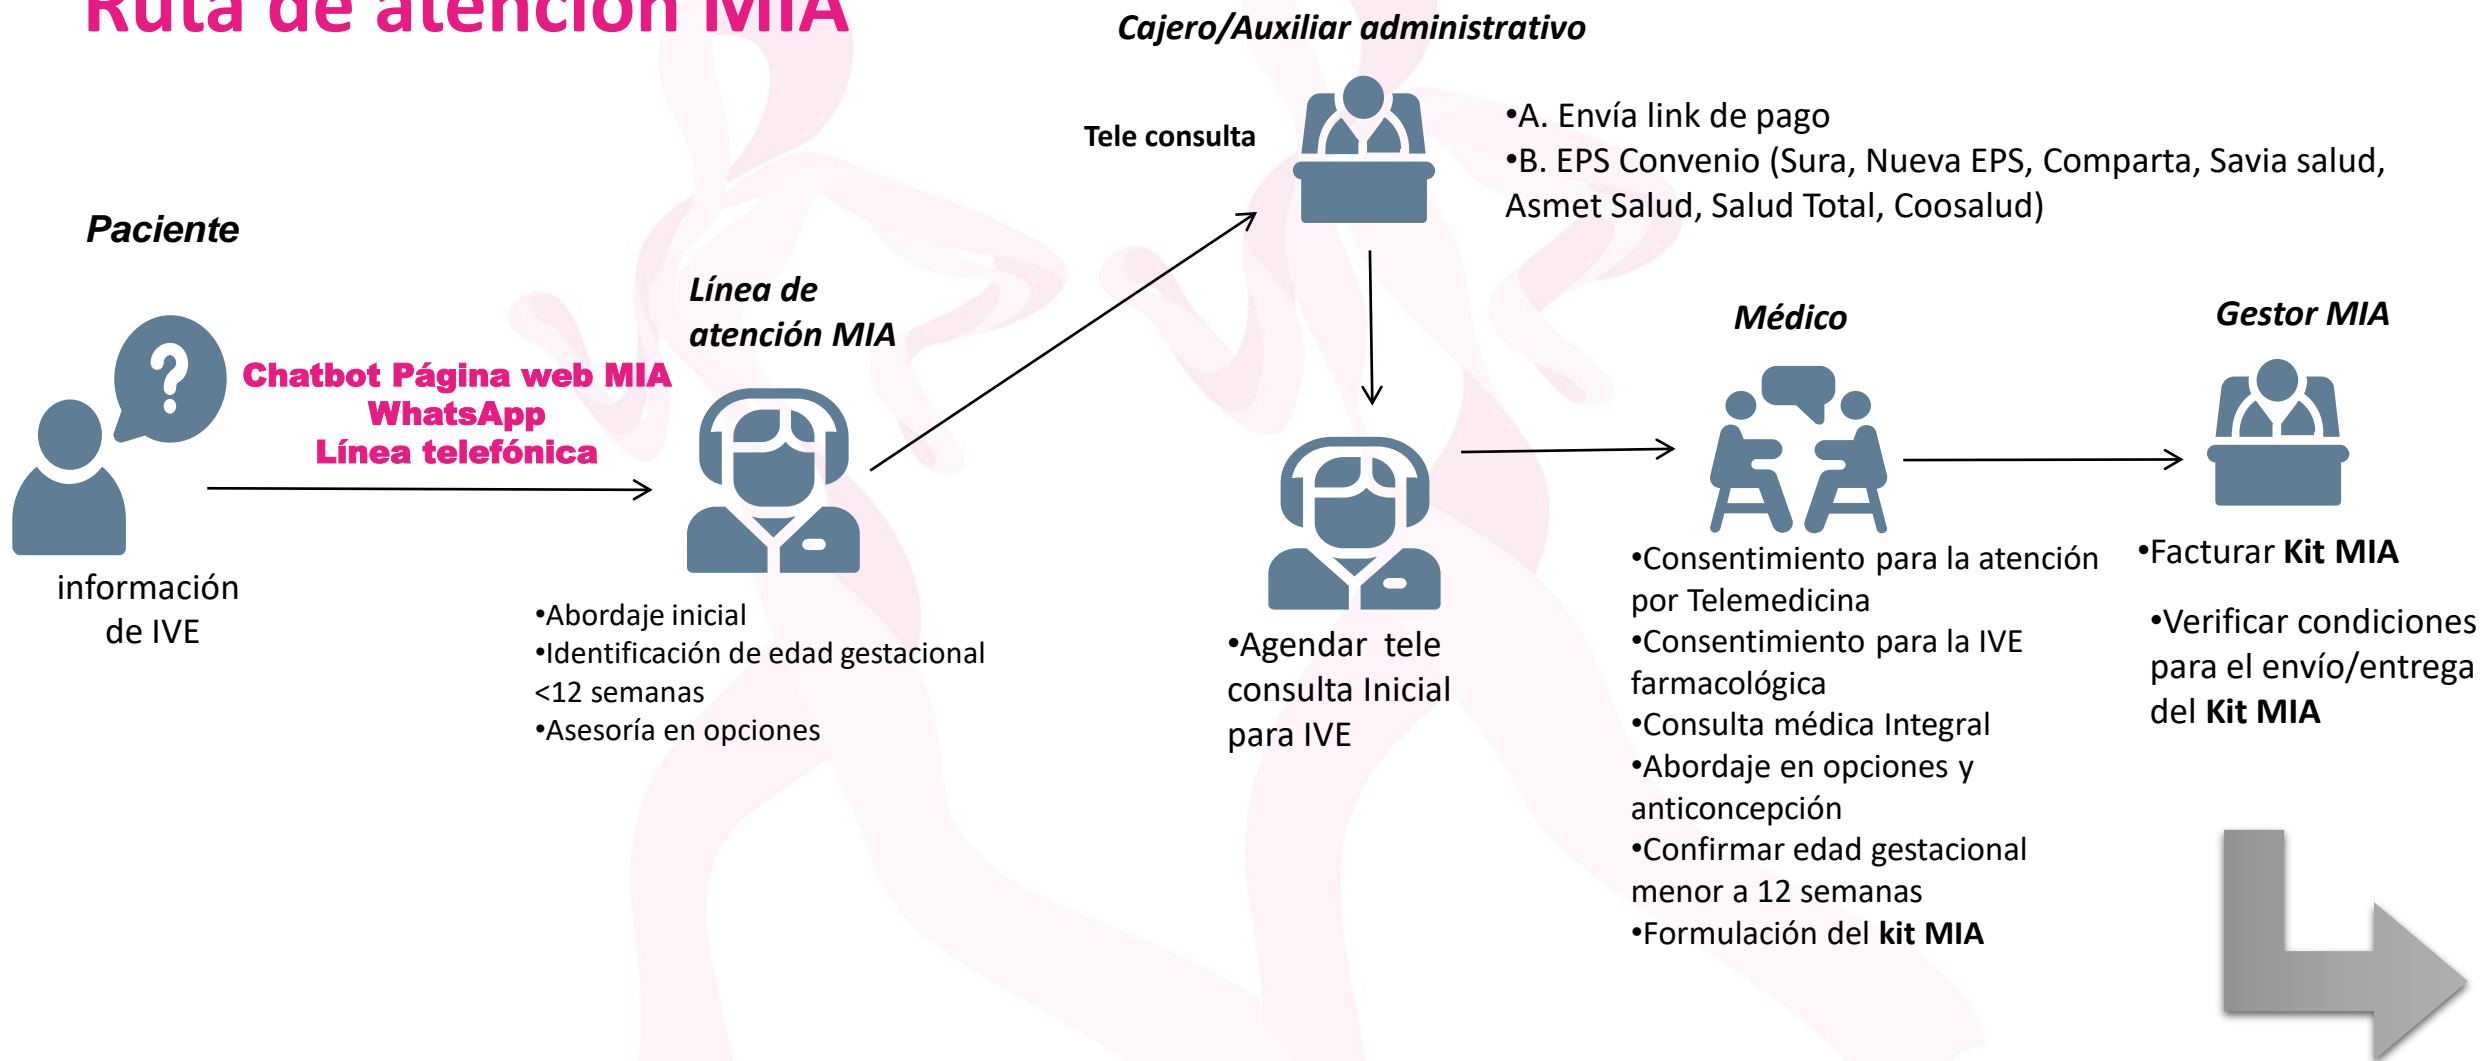 Ruta de atención MIA
Cajero/Auxiliar administrativo
Tele consulta
•A. Envía link de pago
•B. EPS Convenio (Sura, Nueva EPS, Comparta, Savia salud,
Asmet Salud, Salud Total, Coosalud)
Paciente
?
información
de IVE
Chatbot Página web MIA
WhatsApp
Línea telefónica
Línea de
atención MIA
•Abordaje inicial
•Identificación de edad gestacional
<12 semanas
•Asesoría en opciones
•Agendar tele
consulta Inicial
para IVE
Médico
•Consentimiento para la atención
por Telemedicina
•Consentimiento para la IVE
farmacológica
•Consulta médica Integral
•Abordaje en opciones y
anticoncepción
•Confirmar edad gestacional
menor a 12 semanas
•Formulación del kit MIA
Gestor MIA
•Facturar Kit MIA
•Verificar condiciones
para el envío/entrega
del Kit MIA